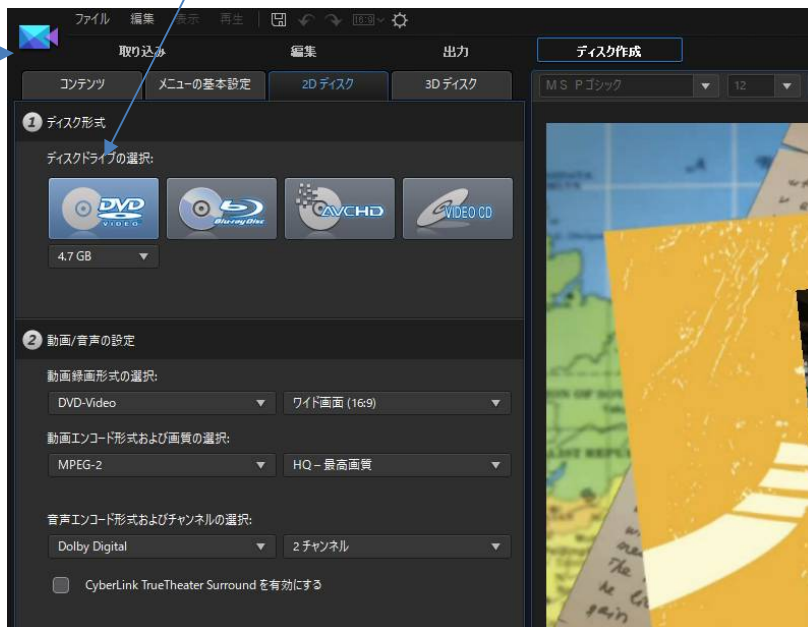 ファイル 編集 表示 再生 16:9
取り込み 編集 出力 ディスク作成
コンテンツ メニューの基本設定 2D ディスク 3D ディスク
MS Pゴシック 12
1 ディスク形式
ディスクドライブの選択:
DVD VIDEO Blu-ray Disc AVCHD VIDEO CD
4.7 GB
2 動画/音声の設定
動画録画形式の選択:
DVD-Video ワイド画面 (16:9)
動画エンコード形式および画質の選択:
MPEG-2 HQ – 最高画質
音声エンコード形式およびチャンネルの選択:
Dolby Digital 2 チャンネル
CyberLink TrueTheater Surround を有効にする
gain